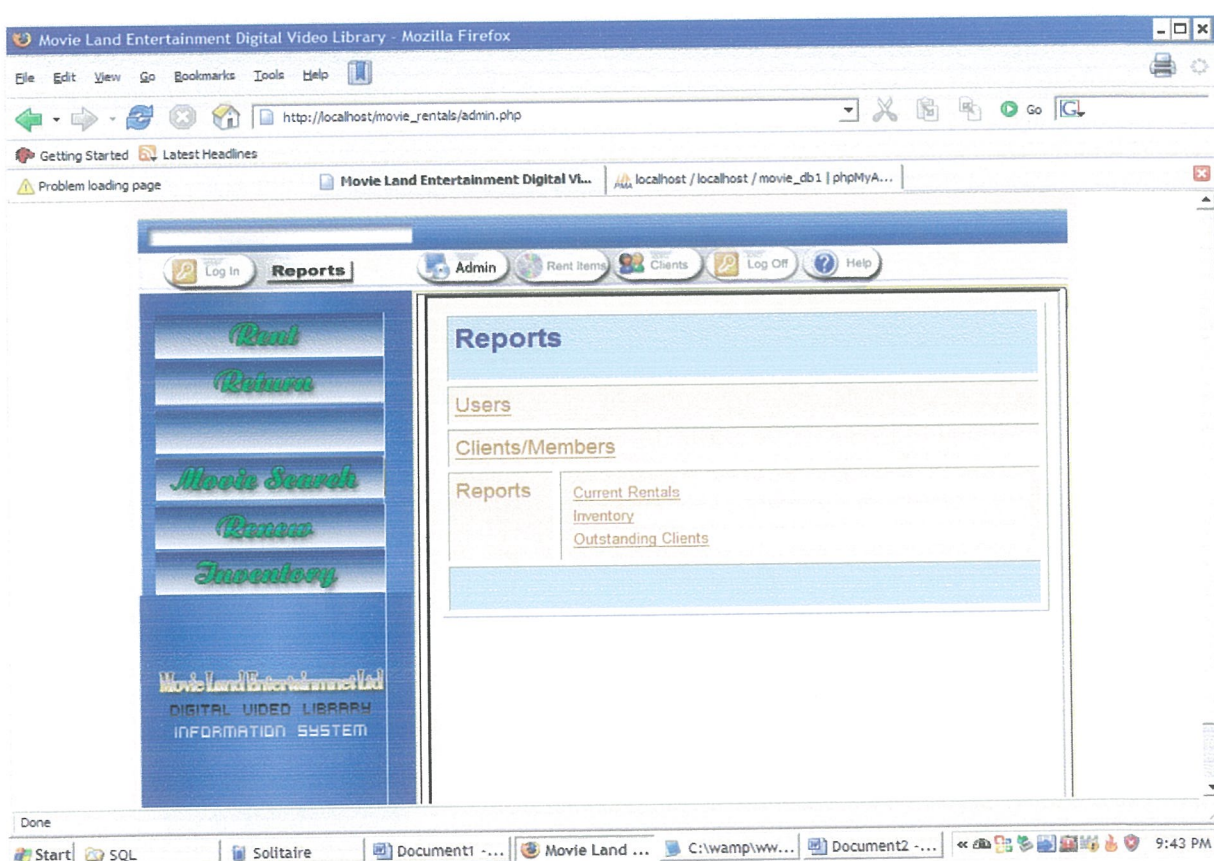 Movie Land Entertainment Digital Video Library - Mozilla Firefox
File Edit View Go Bookmarks Tools Help
http://localhost/movie_rentals/admin.php Go
Getting Started Latest Headlines
Problem loading page Movie Land Entertainment Digital Vi... localhost / localhost / movie_db1 | phpMyA...
Log In Reports Admin Rent Items Clients Log Off Help
Rent
Return
Movie Search
Renew
Inventory
Movie Land Entertainmnet Ltd
DIGITAL VIDEO LIBRARY
INFORMATION SYSTEM
Reports
Users
Clients/Members
Reports
Current Rentals
Inventory
Outstanding Clients
Done
Start SQL Solitaire Document1 -... Movie Land ... C:\wamp\ww... Document2 -... « 9:43 PM